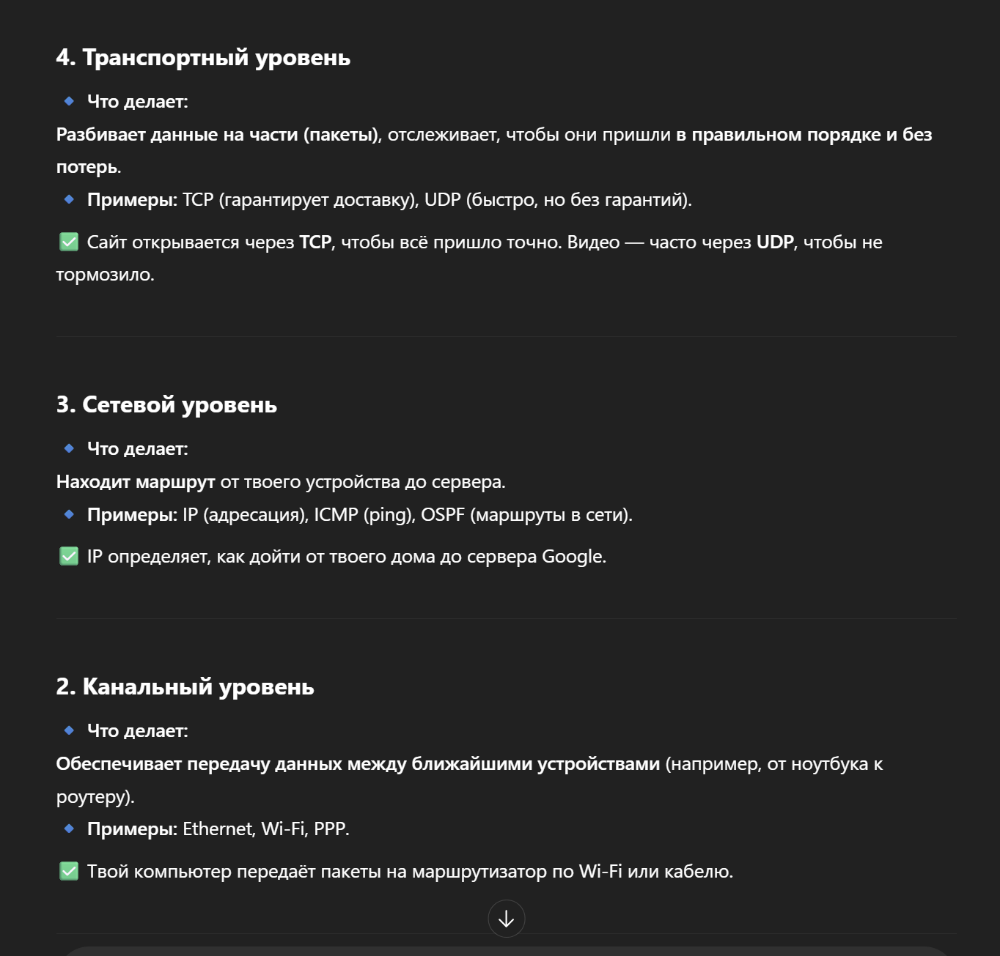 4. Транспортный уровень
🔹 Что делает:
Разбивает данные на части (пакеты), отслеживает, чтобы они пришли в правильном порядке и без
потерь.
🔹 Примеры: TCP (гарантирует доставку), UDP (быстро, но без гарантий).
✅ Сайт открывается через TCP, чтобы всё пришло точно. Видео — часто через UDP, чтобы не
тормозило.
3. Сетевой уровень
🔹 Что делает:
Находит маршрут от твоего устройства до сервера.
🔹 Примеры: IP (адресация), ICMP (ping), OSPF (маршруты в сети).
✅ IP определяет, как дойти от твоего дома до сервера Google.
2. Канальный уровень
🔹 Что делает:
Обеспечивает передачу данных между ближайшими устройствами (например, от ноутбука к
роутеру).
🔹 Примеры: Ethernet, Wi-Fi, PPP.
✅ Твой компьютер передаёт пакеты на маршрутизатор по Wi-Fi или кабелю.